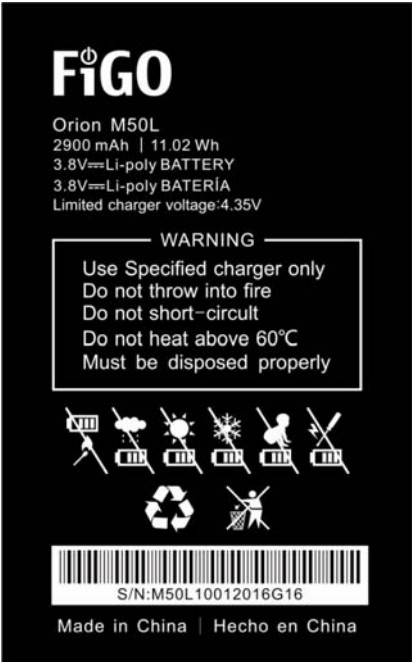 FiGO
Orion M50L
2900 mAh | 11.02 Wh
3.8V⎓Li-poly BATTERY
3.8V⎓Li-poly BATERÍA
Limited charger voltage:4.35V
WARNING
Use Specified charger only
Do not throw into fire
Do not short-circult
Do not heat above 60℃
Must be disposed properly
S/N:M50L10012016G16
Made in China | Hecho en China